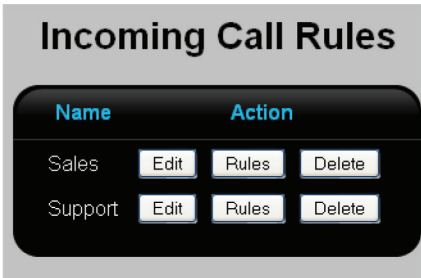 Incoming Call Rules
Name Action
Sales Edit Rules Delete
Support Edit Rules Delete